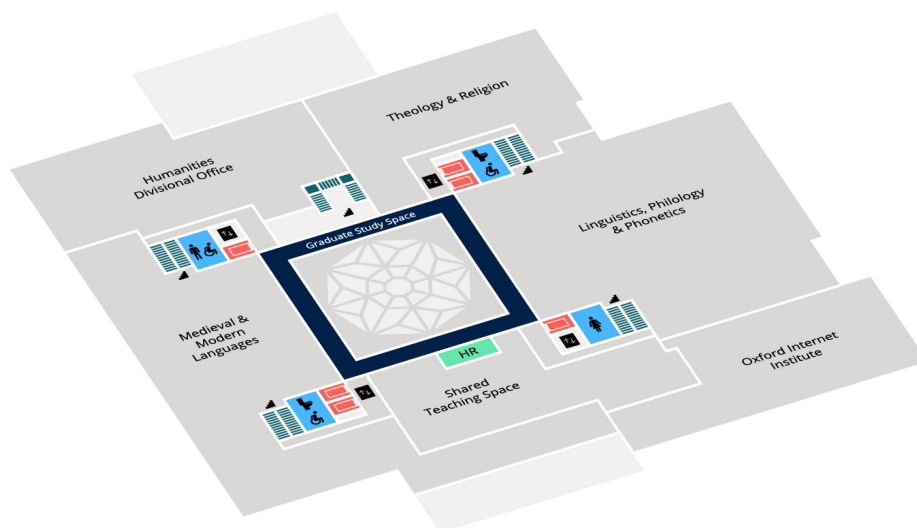 Theology & Religion
Humanities
Divisional Office
Linguistics, Philology
& Phonetics
Graduate Study Space
Medieval &
Modern
Languages
HR
Shared
Teaching Space
Oxford Internet
Institute